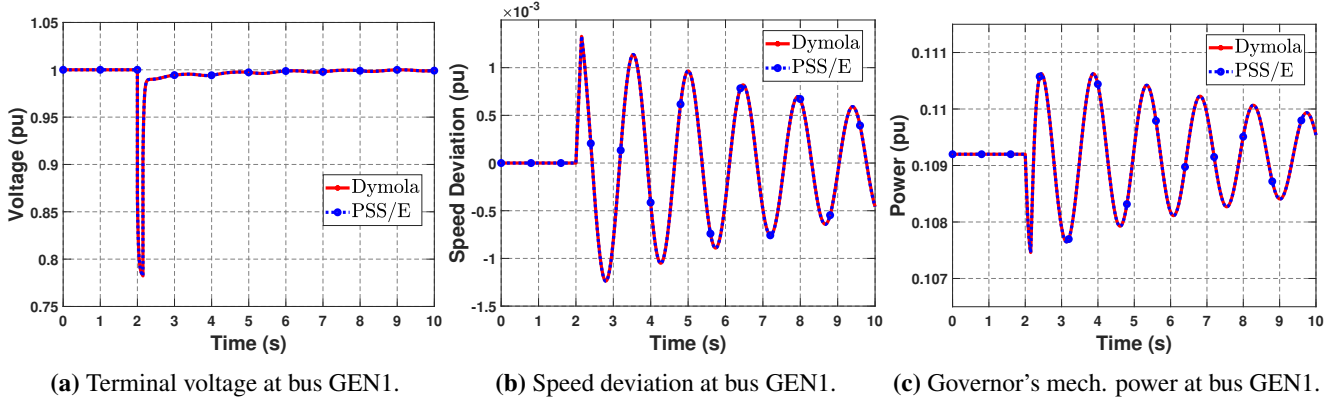 1.05
1
0.95
0.9
0.85
0.8
0.75
Voltage (pu)
0 1 2 3 4 5 6 7 8 9 10
Time (s)
Dymola
PSS/E
(a) Terminal voltage at bus GEN1.
×10-3
1
0.5
0
-0.5
-1
-1.5
Speed Deviation (pu)
0 1 2 3 4 5 6 7 8 9 10
Time (s)
Dymola
PSS/E
(b) Speed deviation at bus GEN1.
0.111
0.11
0.109
0.108
0.107
Power (pu)
0 1 2 3 4 5 6 7 8 9 10
Time (s)
Dymola
PSS/E
(c) Governor's mech. power at bus GEN1.